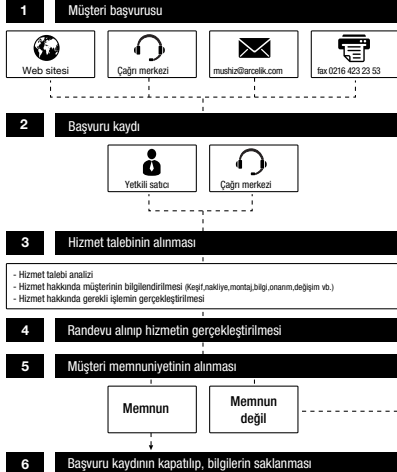 1 Müşteri başvurusu
Web sitesi
Çağrı merkezi
mushiz@arcelik.com
fax 0216 423 23 53
2 Başvuru kaydı
Yetkili satıcı
Çağrı merkezi
3 Hizmet talebinin alınması
- Hizmet talebi analizi
- Hizmet hakkında müşterinin bilgilendirilmesi (Keşif,nakliye,montaj,bilgi,onarım,değişim vb.)
- Hizmet hakkında gerekli işlemin gerçekleştirilmesi
4 Randevu alınıp hizmetin gerçekleştirilmesi
5 Müşteri memnuniyetinin alınması
Memnun
Memnun
değil
6 Başvuru kaydının kapatılıp, bilgilerin saklanması